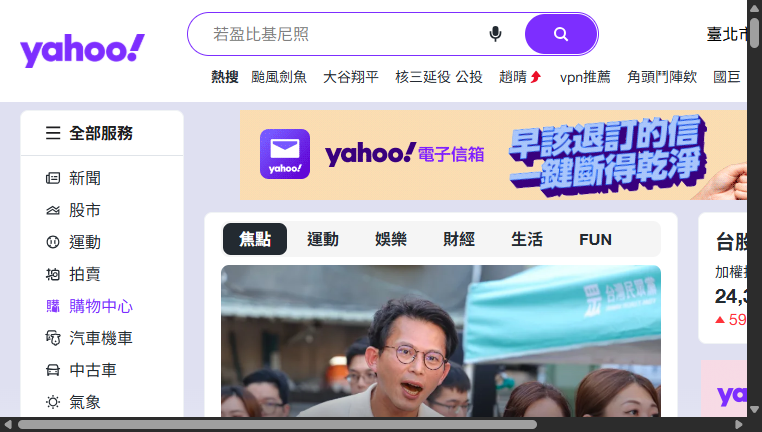 yahoo!
若盈比基尼照
臺北市
熱搜 颱風劍魚 大谷翔平 核三延役 公投 趙晴 vpn推薦 角頭鬥陣欸 國巨
全部服務
新聞
股市
運動
拍賣
購物中心
汽車機車
中古車
氣象
yahoo!
yahoo!電子信箱
早該退訂的信
一鍵斷得乾淨
焦點 運動 娛樂 財經 生活 FUN
台灣民眾黨
台股
加權
24,3
59
ya